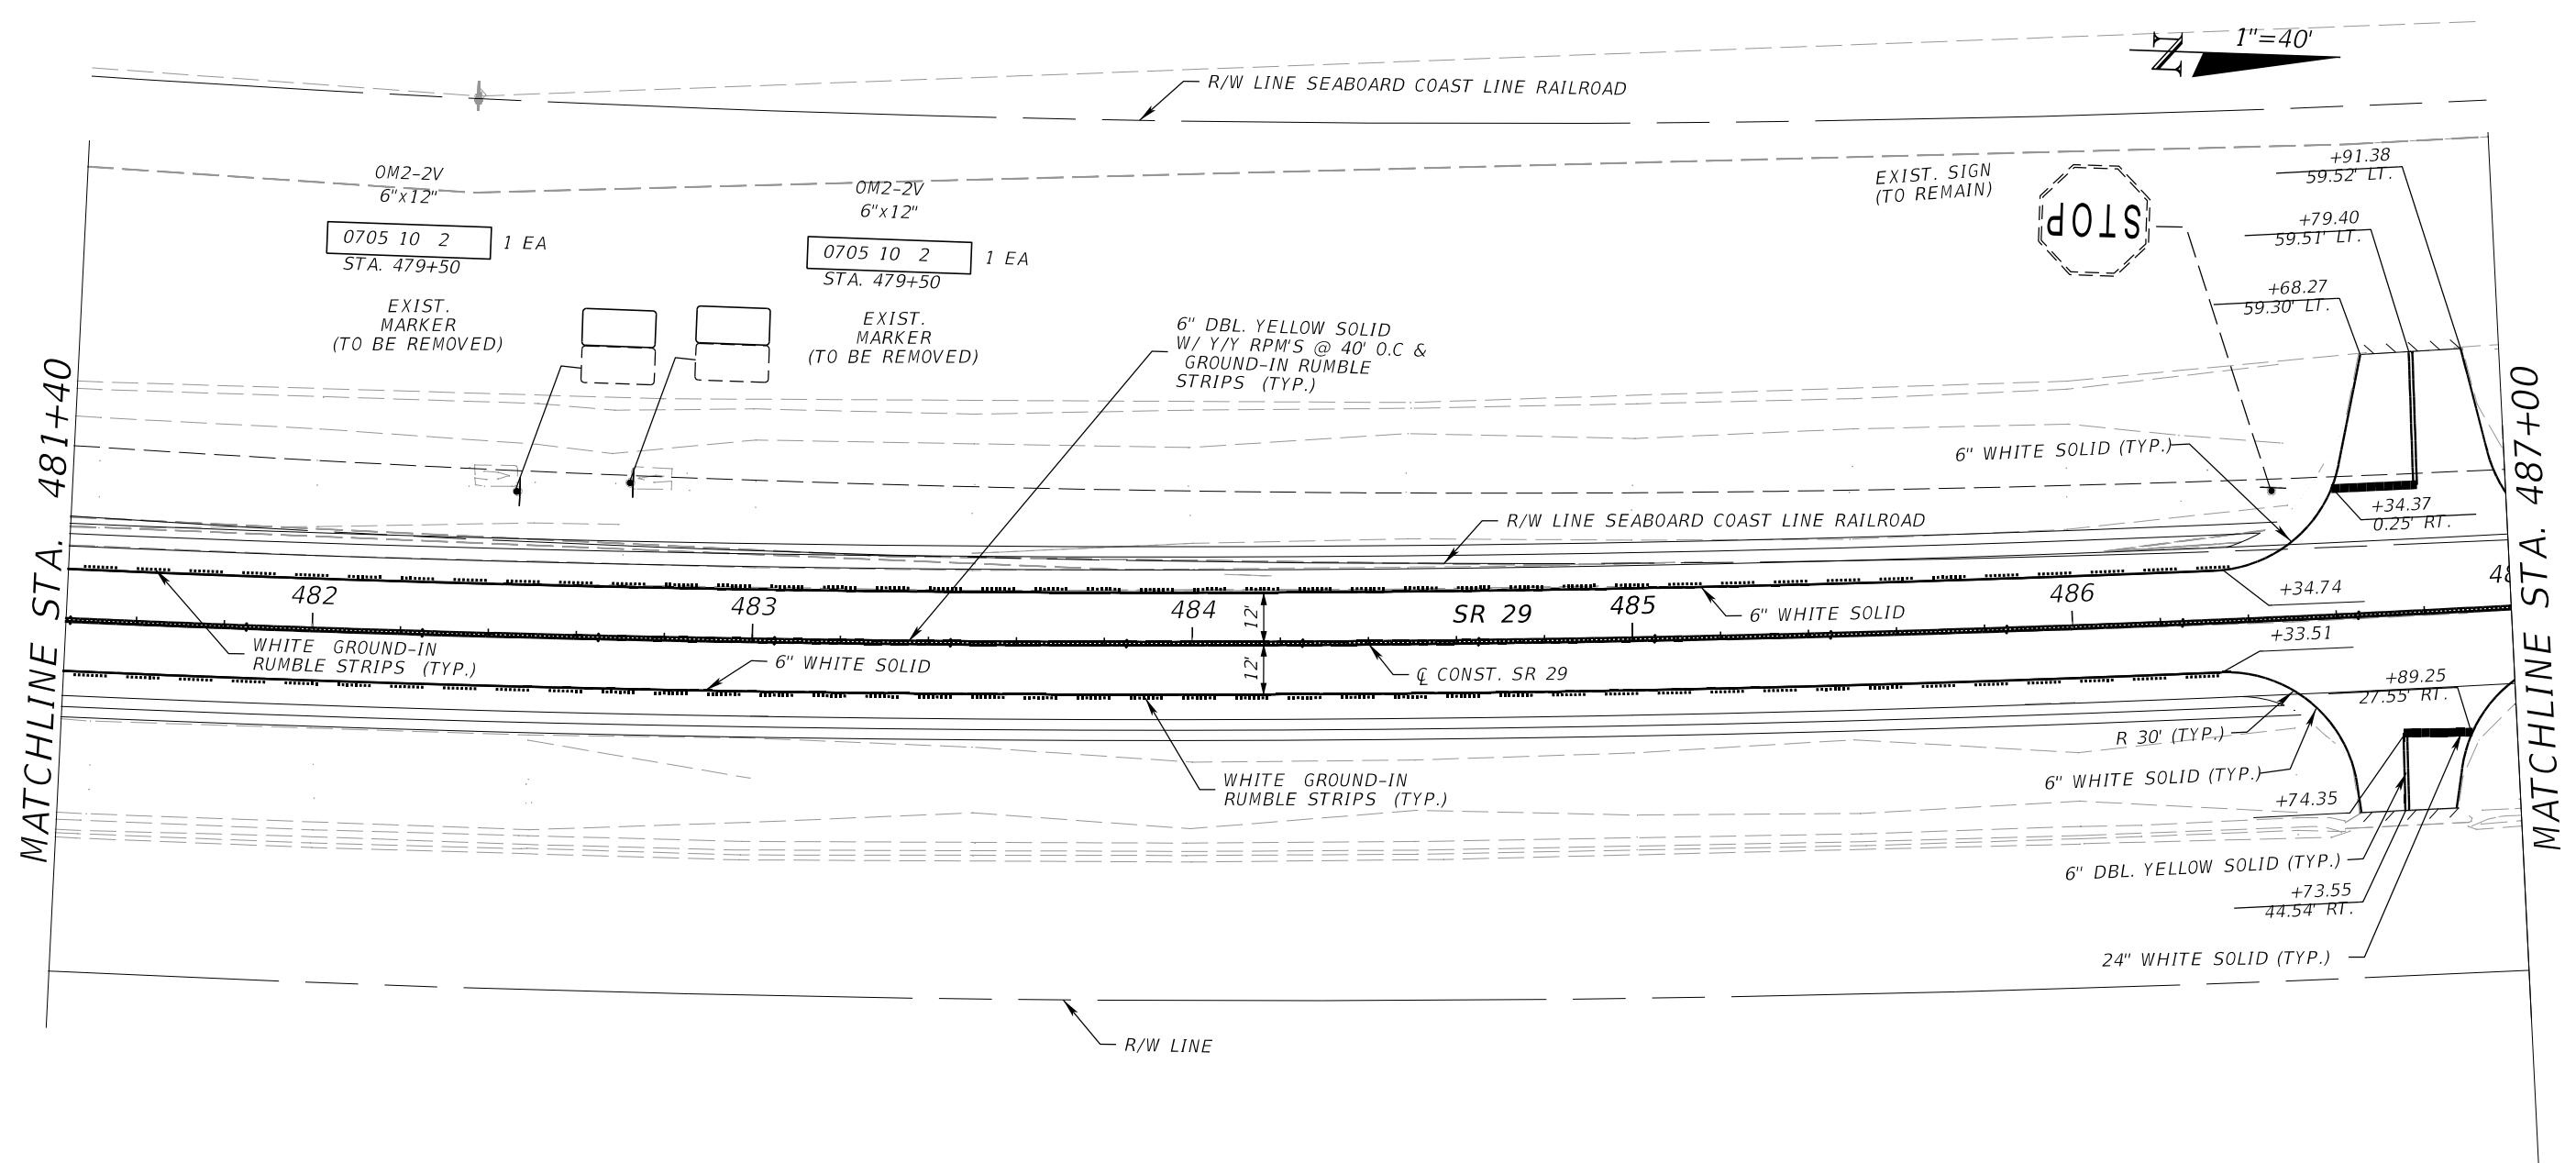 N
1"=40'
R/W LINE SEABOARD COAST LINE RAILROAD
OM2-2V
6"x12"
0705 10 2
1 EA
STA. 479+50
EXIST.
MARKER
(TO BE REMOVED)
OM2-2V
6"x12"
0705 10 2
1 EA
STA. 479+50
EXIST.
MARKER
(TO BE REMOVED)
6" DBL. YELLOW SOLID
W/ Y/Y RPM'S @ 40' O.C &
GROUND-IN RUMBLE
STRIPS (TYP.)
EXIST. SIGN
(TO REMAIN)
STOP
+91.38
59.52' LT.
+79.40
59.51' LT.
+68.27
59.30' LT.
6" WHITE SOLID (TYP.)
+34.37
0.25' RT.
R/W LINE SEABOARD COAST LINE RAILROAD
MATCHLINE STA. 481+40
MATCHLINE STA. 487+00
482
483
484
485
486
SR 29
12'
12'
6" WHITE SOLID
+34.74
+33.51
WHITE GROUND-IN
RUMBLE STRIPS (TYP.)
6" WHITE SOLID
℄ CONST. SR 29
+89.25
27.55' RT.
R 30' (TYP.)
6" WHITE SOLID (TYP.)
+74.35
WHITE GROUND-IN
RUMBLE STRIPS (TYP.)
6" DBL. YELLOW SOLID (TYP.)
+73.55
44.54' RT.
24" WHITE SOLID (TYP.)
R/W LINE